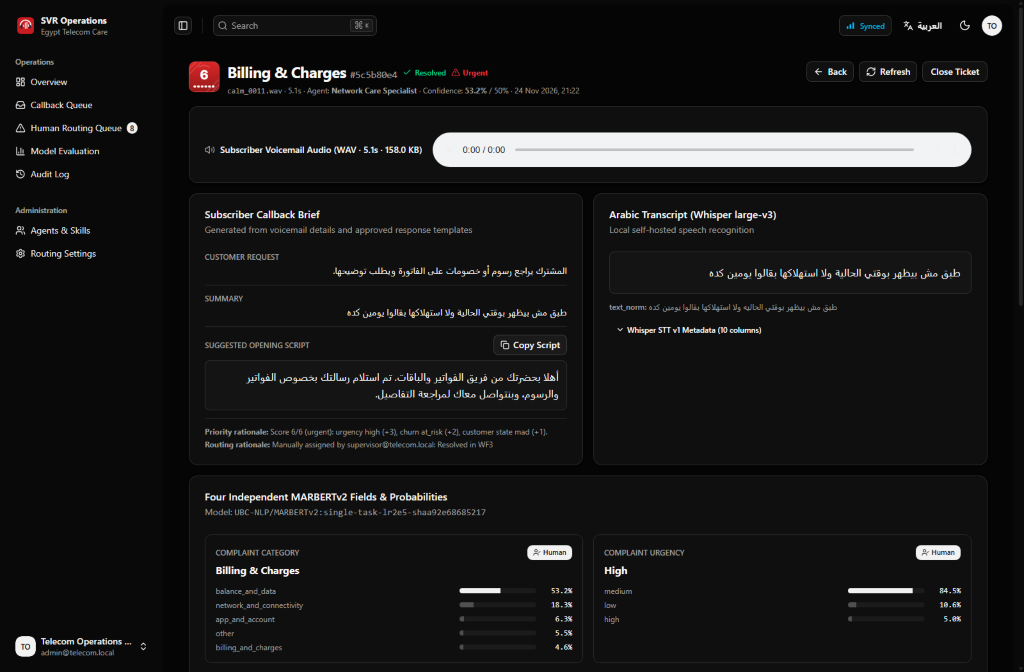 SVR Operations
Egypt Telecom Care
Operations
Overview
Callback Queue
Human Routing Queue 8
Model Evaluation
Audit Log
Administration
Agents & Skills
Routing Settings
TO
Telecom Operations ...
admin@telecom.local
Search ⌘ K
Synced
العربية
TO
6
Billing & Charges #5c5b80e4 Resolved Urgent
calm_0011.wav · 5.1s · Agent: Network Care Specialist · Confidence: 53.2% / 50% · 24 Nov 2026, 21:22
Back
Refresh
Close Ticket
Subscriber Voicemail Audio (WAV · 5.1s · 158.0 KB)
0:00 / 0:00
Subscriber Callback Brief
Generated from voicemail details and approved response templates
CUSTOMER REQUEST
المشترك يراجع رسوم أو خصومات على الفاتورة ويطلب توضيحها.
SUMMARY
طبق مش بيظهر بوقتي الحالية ولا استهلاكها بقالوا يومين كده
SUGGESTED OPENING SCRIPT
Copy Script
أهلا بحضرتك من فريق الفواتير والباقات. تم استلام رسالتك بخصوص الفواتير
والرسوم، وبنتواصل معاك لمراجعة التفاصيل.
Priority rationale: Score 6/6 (urgent): urgency high (+3), churn at_risk (+2), customer state mad (+1).
Routing rationale: Manually assigned by supervisor@telecom.local: Resolved in WF3
Arabic Transcript (Whisper large-v3)
Local self-hosted speech recognition
طبق مش بيظهر بوقتي الحالية ولا استهلاكها بقالوا يومين كده
text_norm: طبق مش بيظهر بوقتي الحاليه ولا استهلاكها بقالوا يومين كده
Whisper STT v1 Metadata (10 columns)
Four Independent MARBERTv2 Fields & Probabilities
Model: UBC-NLP/MARBERTv2:single-task-lr2e5-shaa92e68685217
COMPLAINT CATEGORY
Human
Billing & Charges
balance_and_data 53.2%
network_and_connectivity 18.3%
app_and_account 6.3%
other 5.5%
billing_and_charges 4.6%
COMPLAINT URGENCY
Human
High
medium 84.5%
low 10.6%
high 5.0%